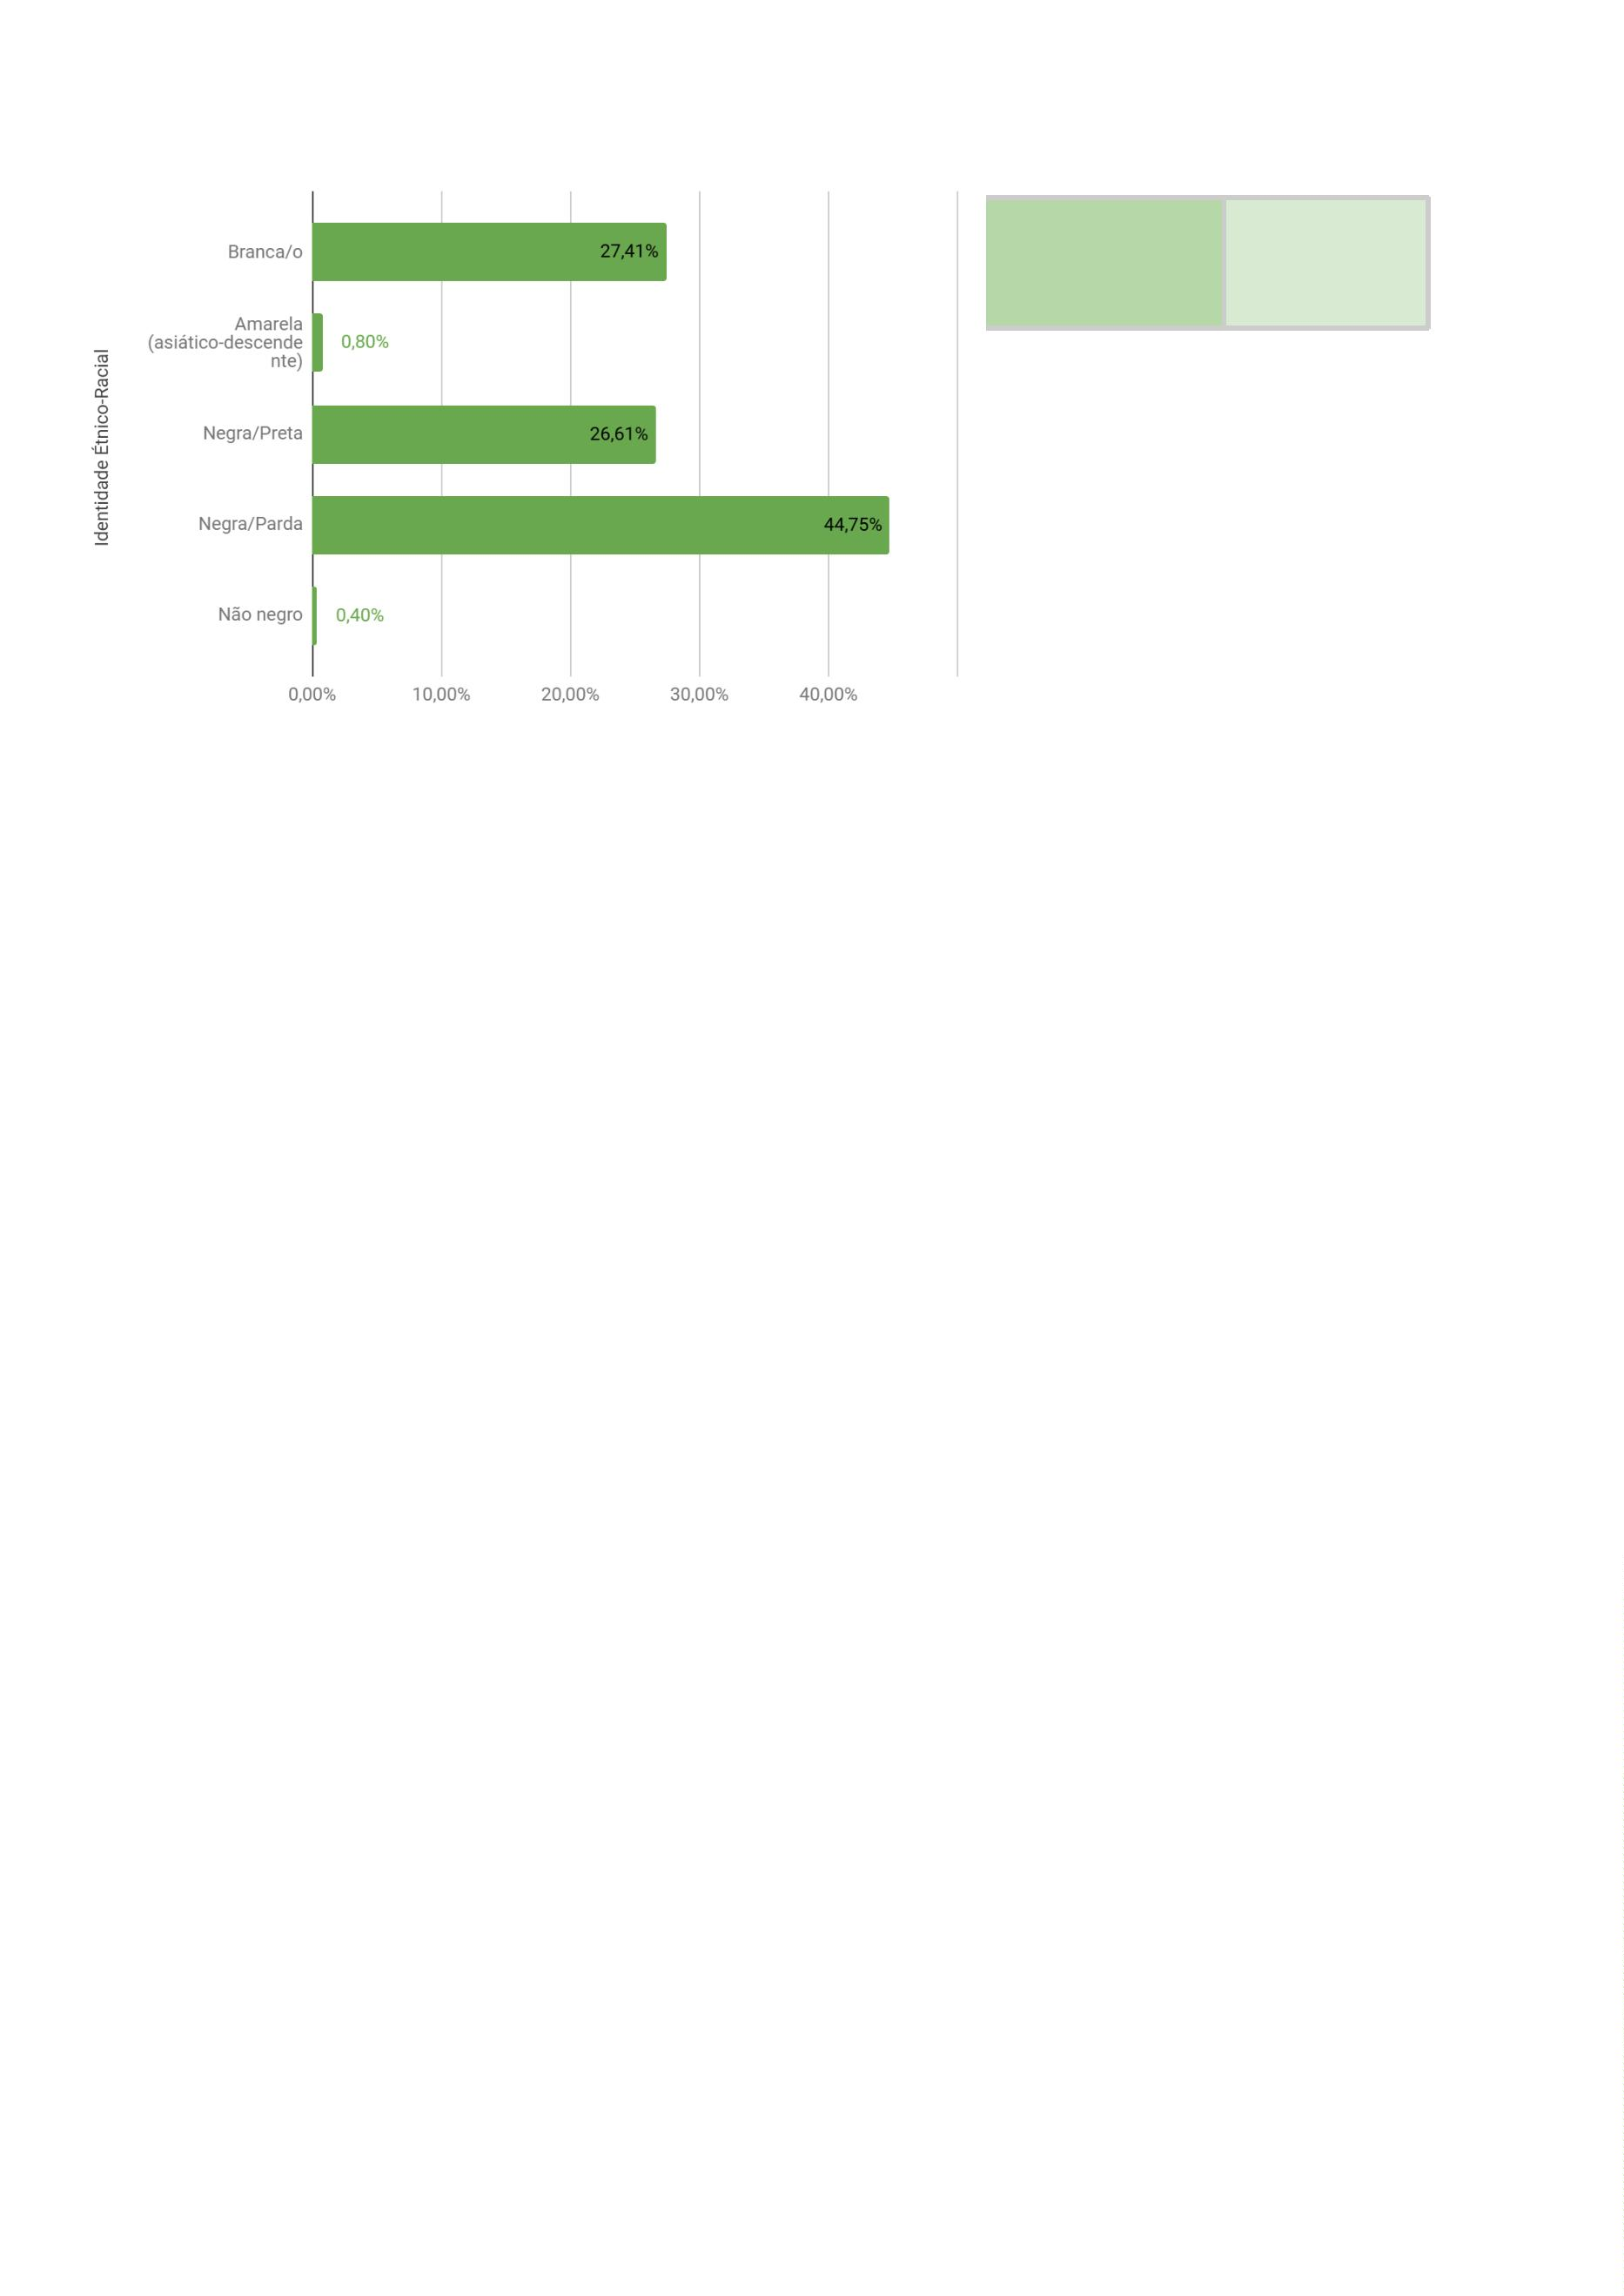 Identidade Étnico-Racial
Branca/o
27,41%
Amarela
(asiático-descende
nte)
0,80%
Negra/Preta
26,61%
Negra/Parda
44,75%
Não negro
0,40%
0,00%
10,00%
20,00%
30,00%
40,00%